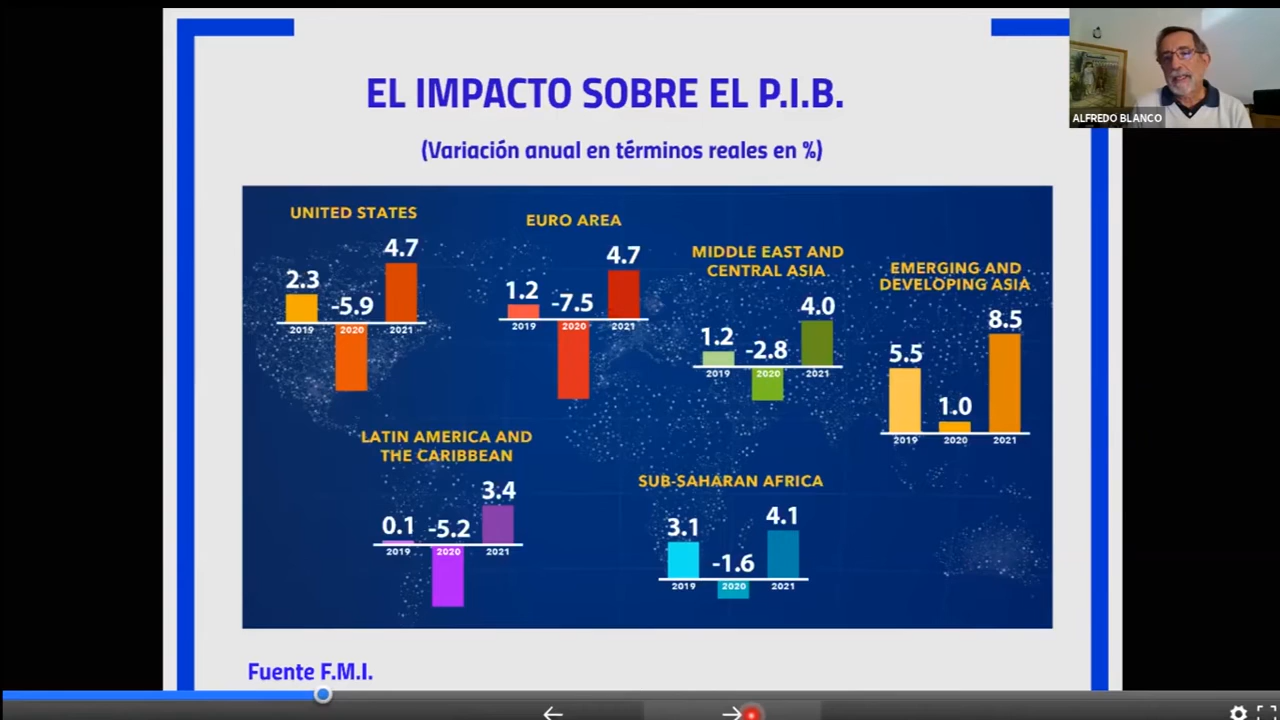 EL IMPACTO SOBRE EL P.I.B.
(Variación anual en términos reales en %)
ALFREDO BLANCO
UNITED STATES
2.3
-5.9
4.7
2019
2020
2021
EURO AREA
1.2
-7.5
4.7
2019
2020
2021
MIDDLE EAST AND
CENTRAL ASIA
1.2
-2.8
4.0
2019
2020
2021
EMERGING AND
DEVELOPING ASIA
5.5
1.0
8.5
2019
2020
2021
LATIN AMERICA AND
THE CARIBBEAN
0.1
-5.2
3.4
2019
2020
2021
SUB-SAHARAN AFRICA
3.1
-1.6
4.1
2019
2020
2021
Fuente F.M.I.